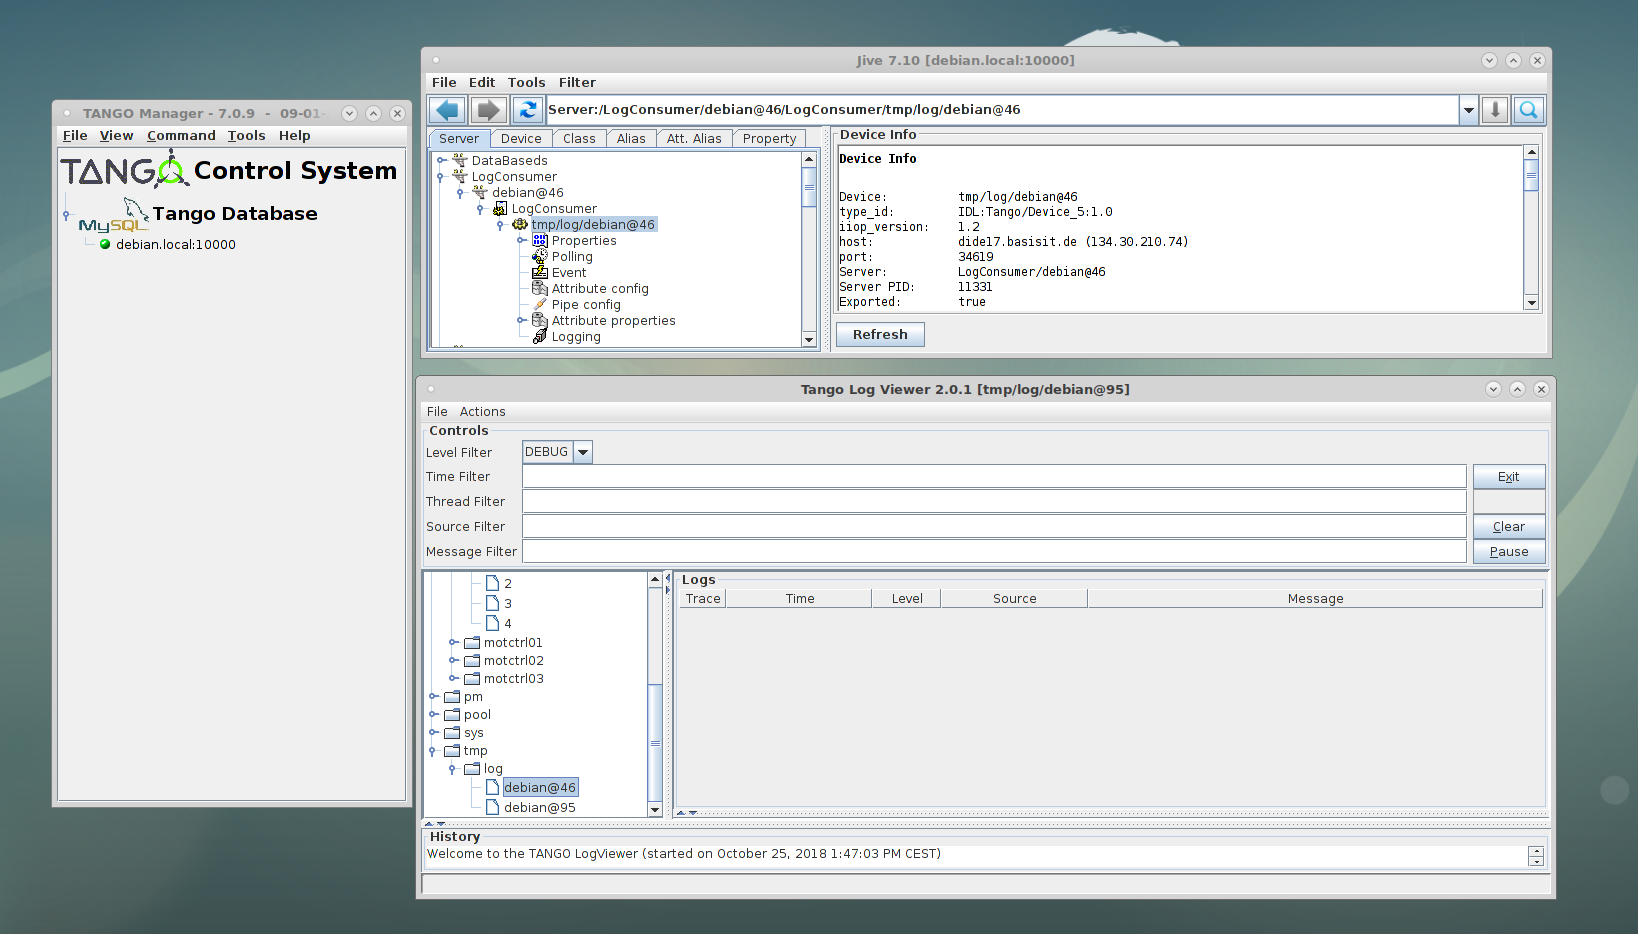 TANGO Manager - 7.0.9 - 09-01-
File View Command Tools Help
TANGO Control System
MySQL Tango Database
debian.local:10000
Jive 7.10 [debian.local:10000]
File Edit Tools Filter
Server:/LogConsumer/debian@46/LogConsumer/tmp/log/debian@46
Server Device Class Alias Att. Alias Property
DataBaseds
LogConsumer
debian@46
LogConsumer
tmp/log/debian@46
Properties
Polling
Event
Attribute config
Pipe config
Attribute properties
Logging
Device Info
Device Info
Device: tmp/log/debian@46
type_id: IDL:Tango/Device_5:1.0
iiop_version: 1.2
host: dide17.basisit.de (134.30.210.74)
port: 34619
Server: LogConsumer/debian@46
Server PID: 11331
Exported: true
Refresh
Tango Log Viewer 2.0.1 [tmp/log/debian@95]
File Actions
Controls
Level Filter DEBUG
Time Filter Exit
Thread Filter
Source Filter Clear
Message Filter Pause
2
3
4
motctrl01
motctrl02
motctrl03
pm
pool
sys
tmp
log
debian@46
debian@95
Logs
Trace Time Level Source Message
History
Welcome to the TANGO LogViewer (started on October 25, 2018 1:47:03 PM CEST)